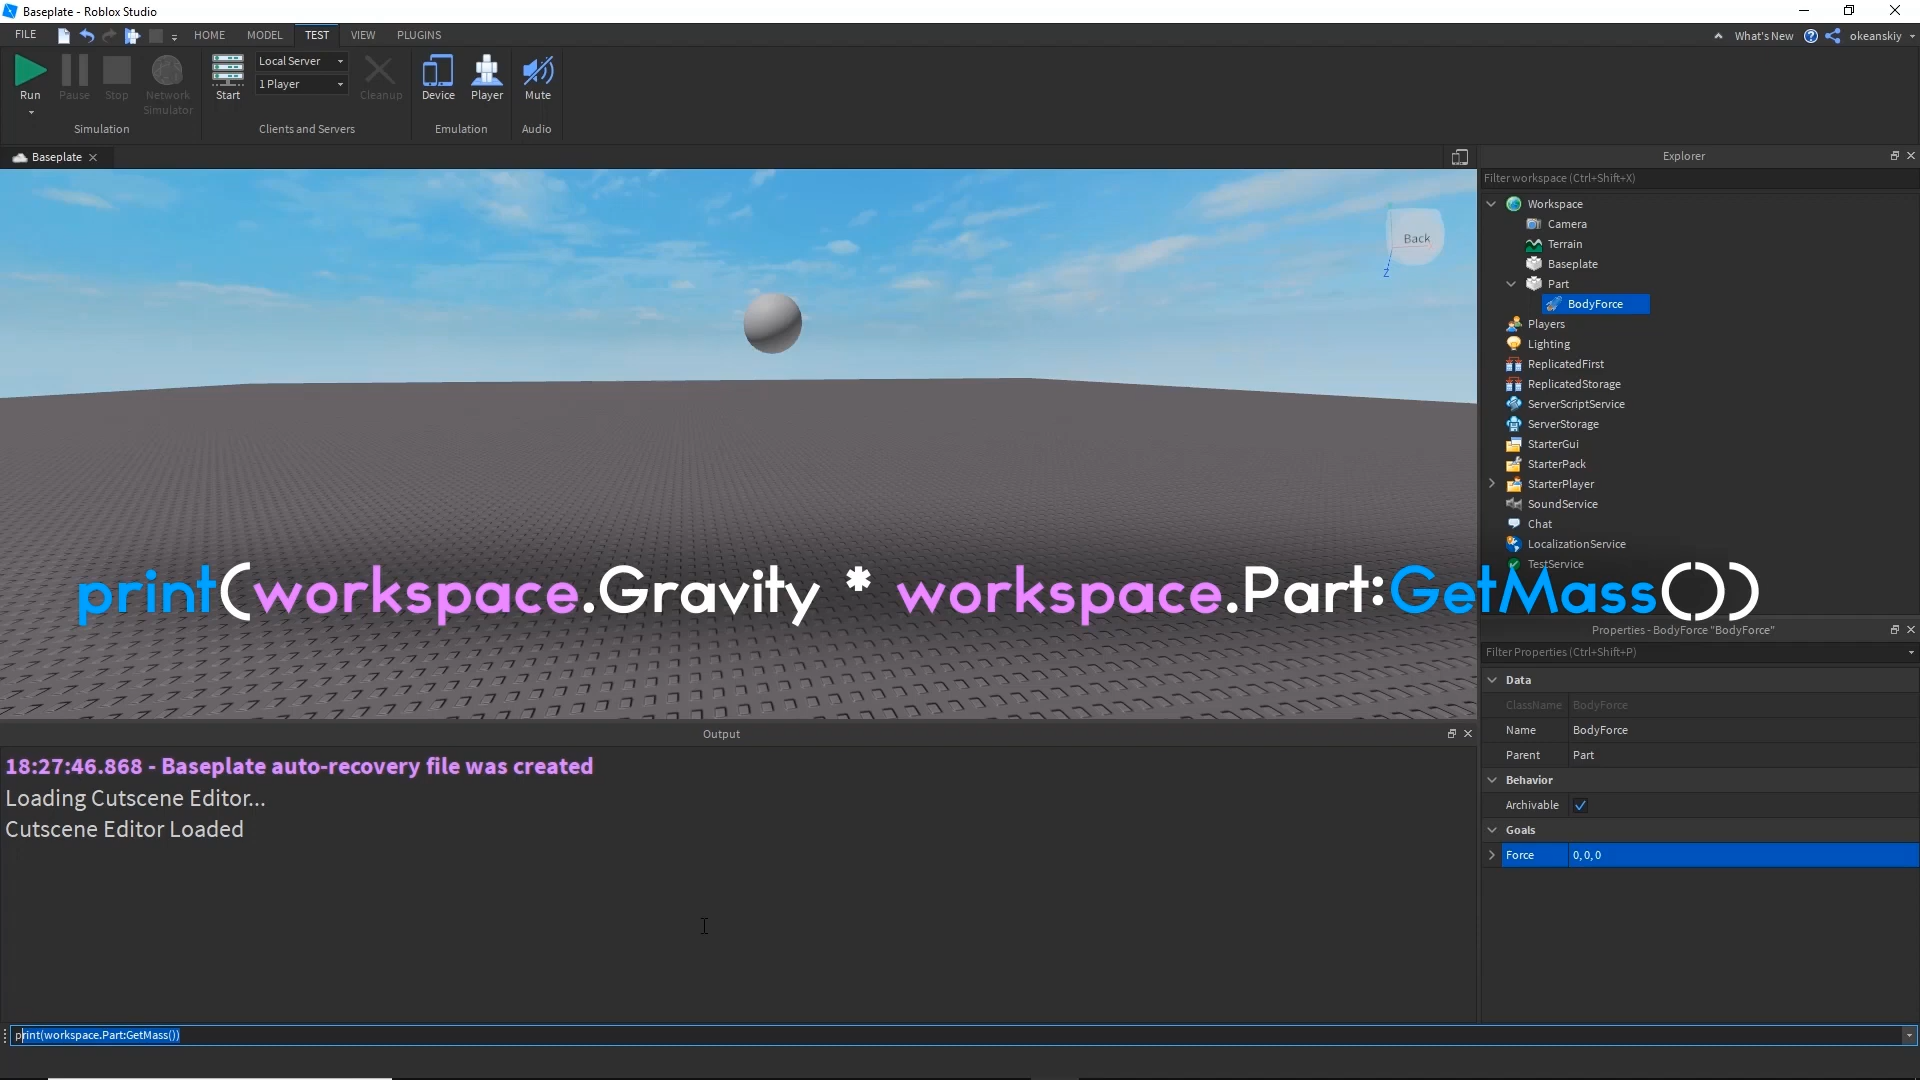 Baseplate - Roblox Studio
FILE HOME MODEL TEST VIEW PLUGINS What's New okeanskiy
Local Server
1 Player
Run Pause Stop Network Simulator Start Cleanup Device Player Mute
Simulation Clients and Servers Emulation Audio
Baseplate
Explorer
Filter workspace (Ctrl+Shift+X)
Workspace
Camera
Terrain
Baseplate
Part
BodyForce
Players
Lighting
ReplicatedFirst
ReplicatedStorage
ServerScriptService
ServerStorage
StarterGui
StarterPack
StarterPlayer
SoundService
Chat
LocalizationService
TestService
Back
Z
print(workspace.Gravity * workspace.Part:GetMass())
Properties - BodyForce "BodyForce"
Filter Properties (Ctrl+Shift+P)
Data
ClassName BodyForce
Name BodyForce
Parent Part
Behavior
Archivable
Goals
Force 0, 0, 0
Output
18:27:46.868 - Baseplate auto-recovery file was created
Loading Cutscene Editor...
Cutscene Editor Loaded
print(workspace.Part:GetMass())